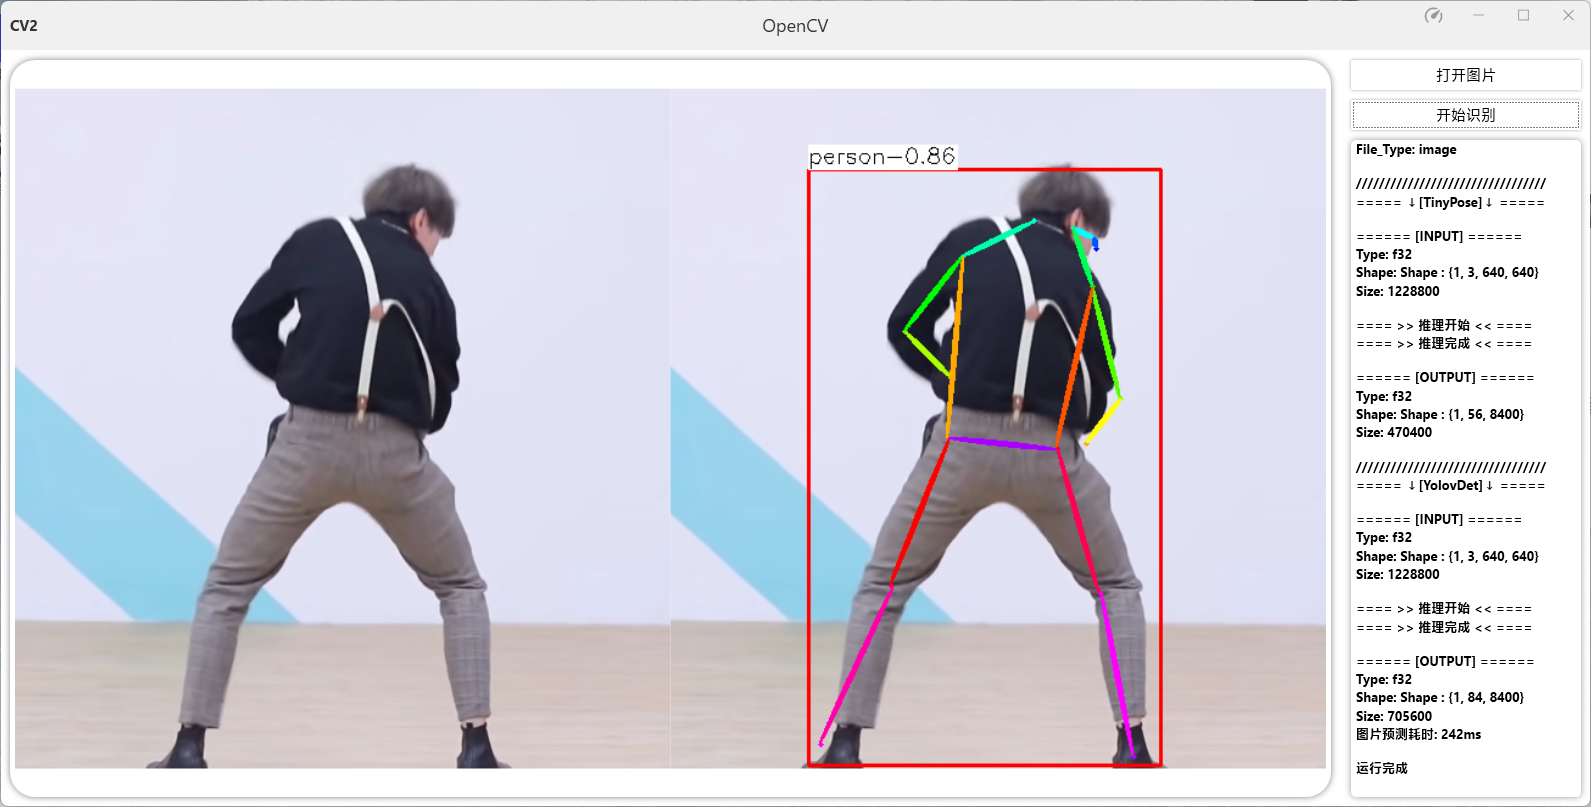 CV2
OpenCV
person-0.86
打开图片
开始识别
File_Type: image
/////////////////////////////////
===== ↓[TinyPose]↓ =====
====== [INPUT] ======
Type: f32
Shape: Shape : {1, 3, 640, 640}
Size: 1228800
==== >> 推理开始 << ====
==== >> 推理完成 << ====
====== [OUTPUT] ======
Type: f32
Shape: Shape : {1, 56, 8400}
Size: 470400
/////////////////////////////////
===== ↓[YolovDet]↓ =====
====== [INPUT] ======
Type: f32
Shape: Shape : {1, 3, 640, 640}
Size: 1228800
==== >> 推理开始 << ====
==== >> 推理完成 << ====
====== [OUTPUT] ======
Type: f32
Shape: Shape : {1, 84, 8400}
Size: 705600
图片预测耗时: 242ms
运行完成